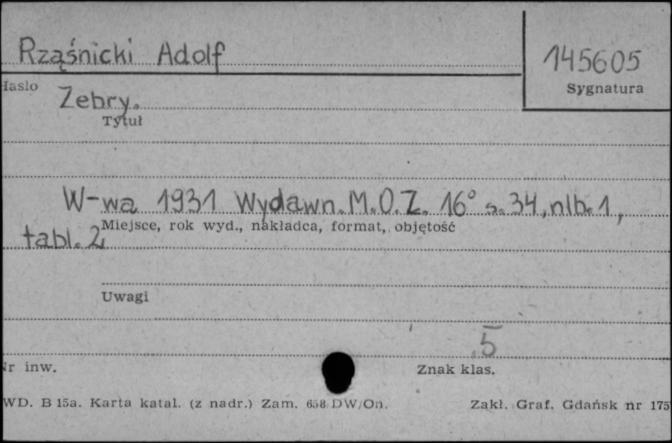 Rząśnicki Adolf
145605
Hasło
Sygnatura
Zebry.
Tytuł
W-wa 1931 Wydawn. M.O.Z. 16° s. 34, nlb. 1,
Miejsce, rok wyd., nakładca, format, objętość
tabl. 2
Uwagi
5
Nr inw.
Znak klas.
WD. B 15a. Karta katal. (z nadr.) Zam. 658 DW/On. Zakł. Graf. Gdańsk nr 175